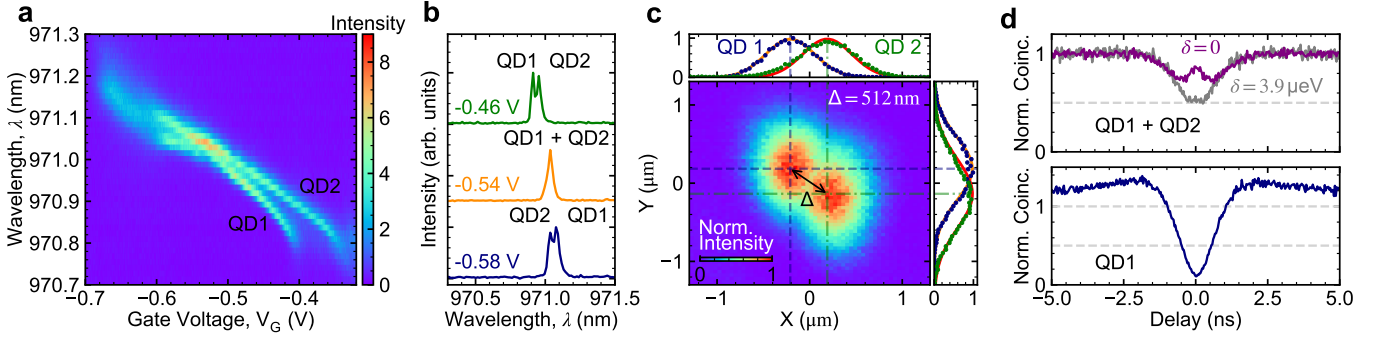 a
Intensity
971.3
971.2
971.1
971.0
970.9
970.8
970.7
Wavelength, λ (nm)
QD2
QD1
8
6
4
2
0
−0.7
−0.6
−0.5
−0.4
Gate Voltage, V_G (V)
b
Intensity (arb. units)
QD1 QD2
-0.46 V
QD1 + QD2
-0.54 V
QD2 QD1
-0.58 V
970.5
971.0
971.5
Wavelength, λ (nm)
c
1
0
QD 1
QD 2
Δ = 512 nm
Y (μm)
1
0
−1
Δ
Norm.
Intensity
0 1
−1
0
1
X (μm)
0 1
d
Norm. Coinc.
1
0
δ = 0
δ = 3.9 μeV
QD1 + QD2
Norm. Coinc.
1
0
QD1
−5.0
−2.5
0.0
2.5
5.0
Delay (ns)